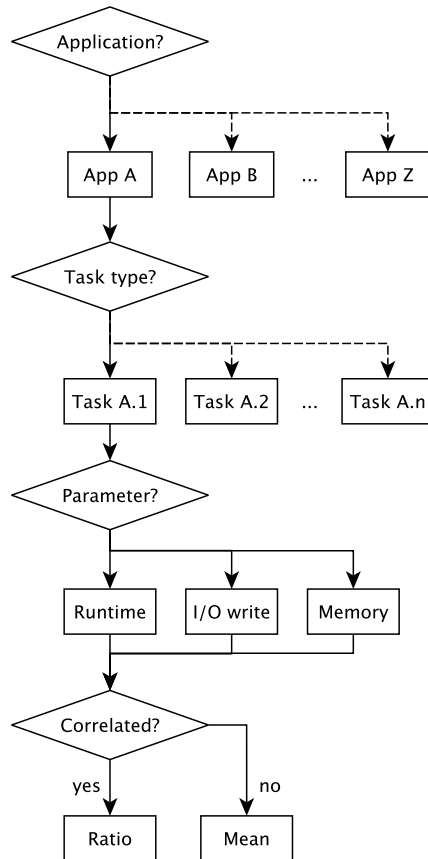 Application?
App A
App B
...
App Z
Task type?
Task A.1
Task A.2
...
Task A.n
Parameter?
Runtime
I/O write
Memory
Correlated?
yes
no
Ratio
Mean